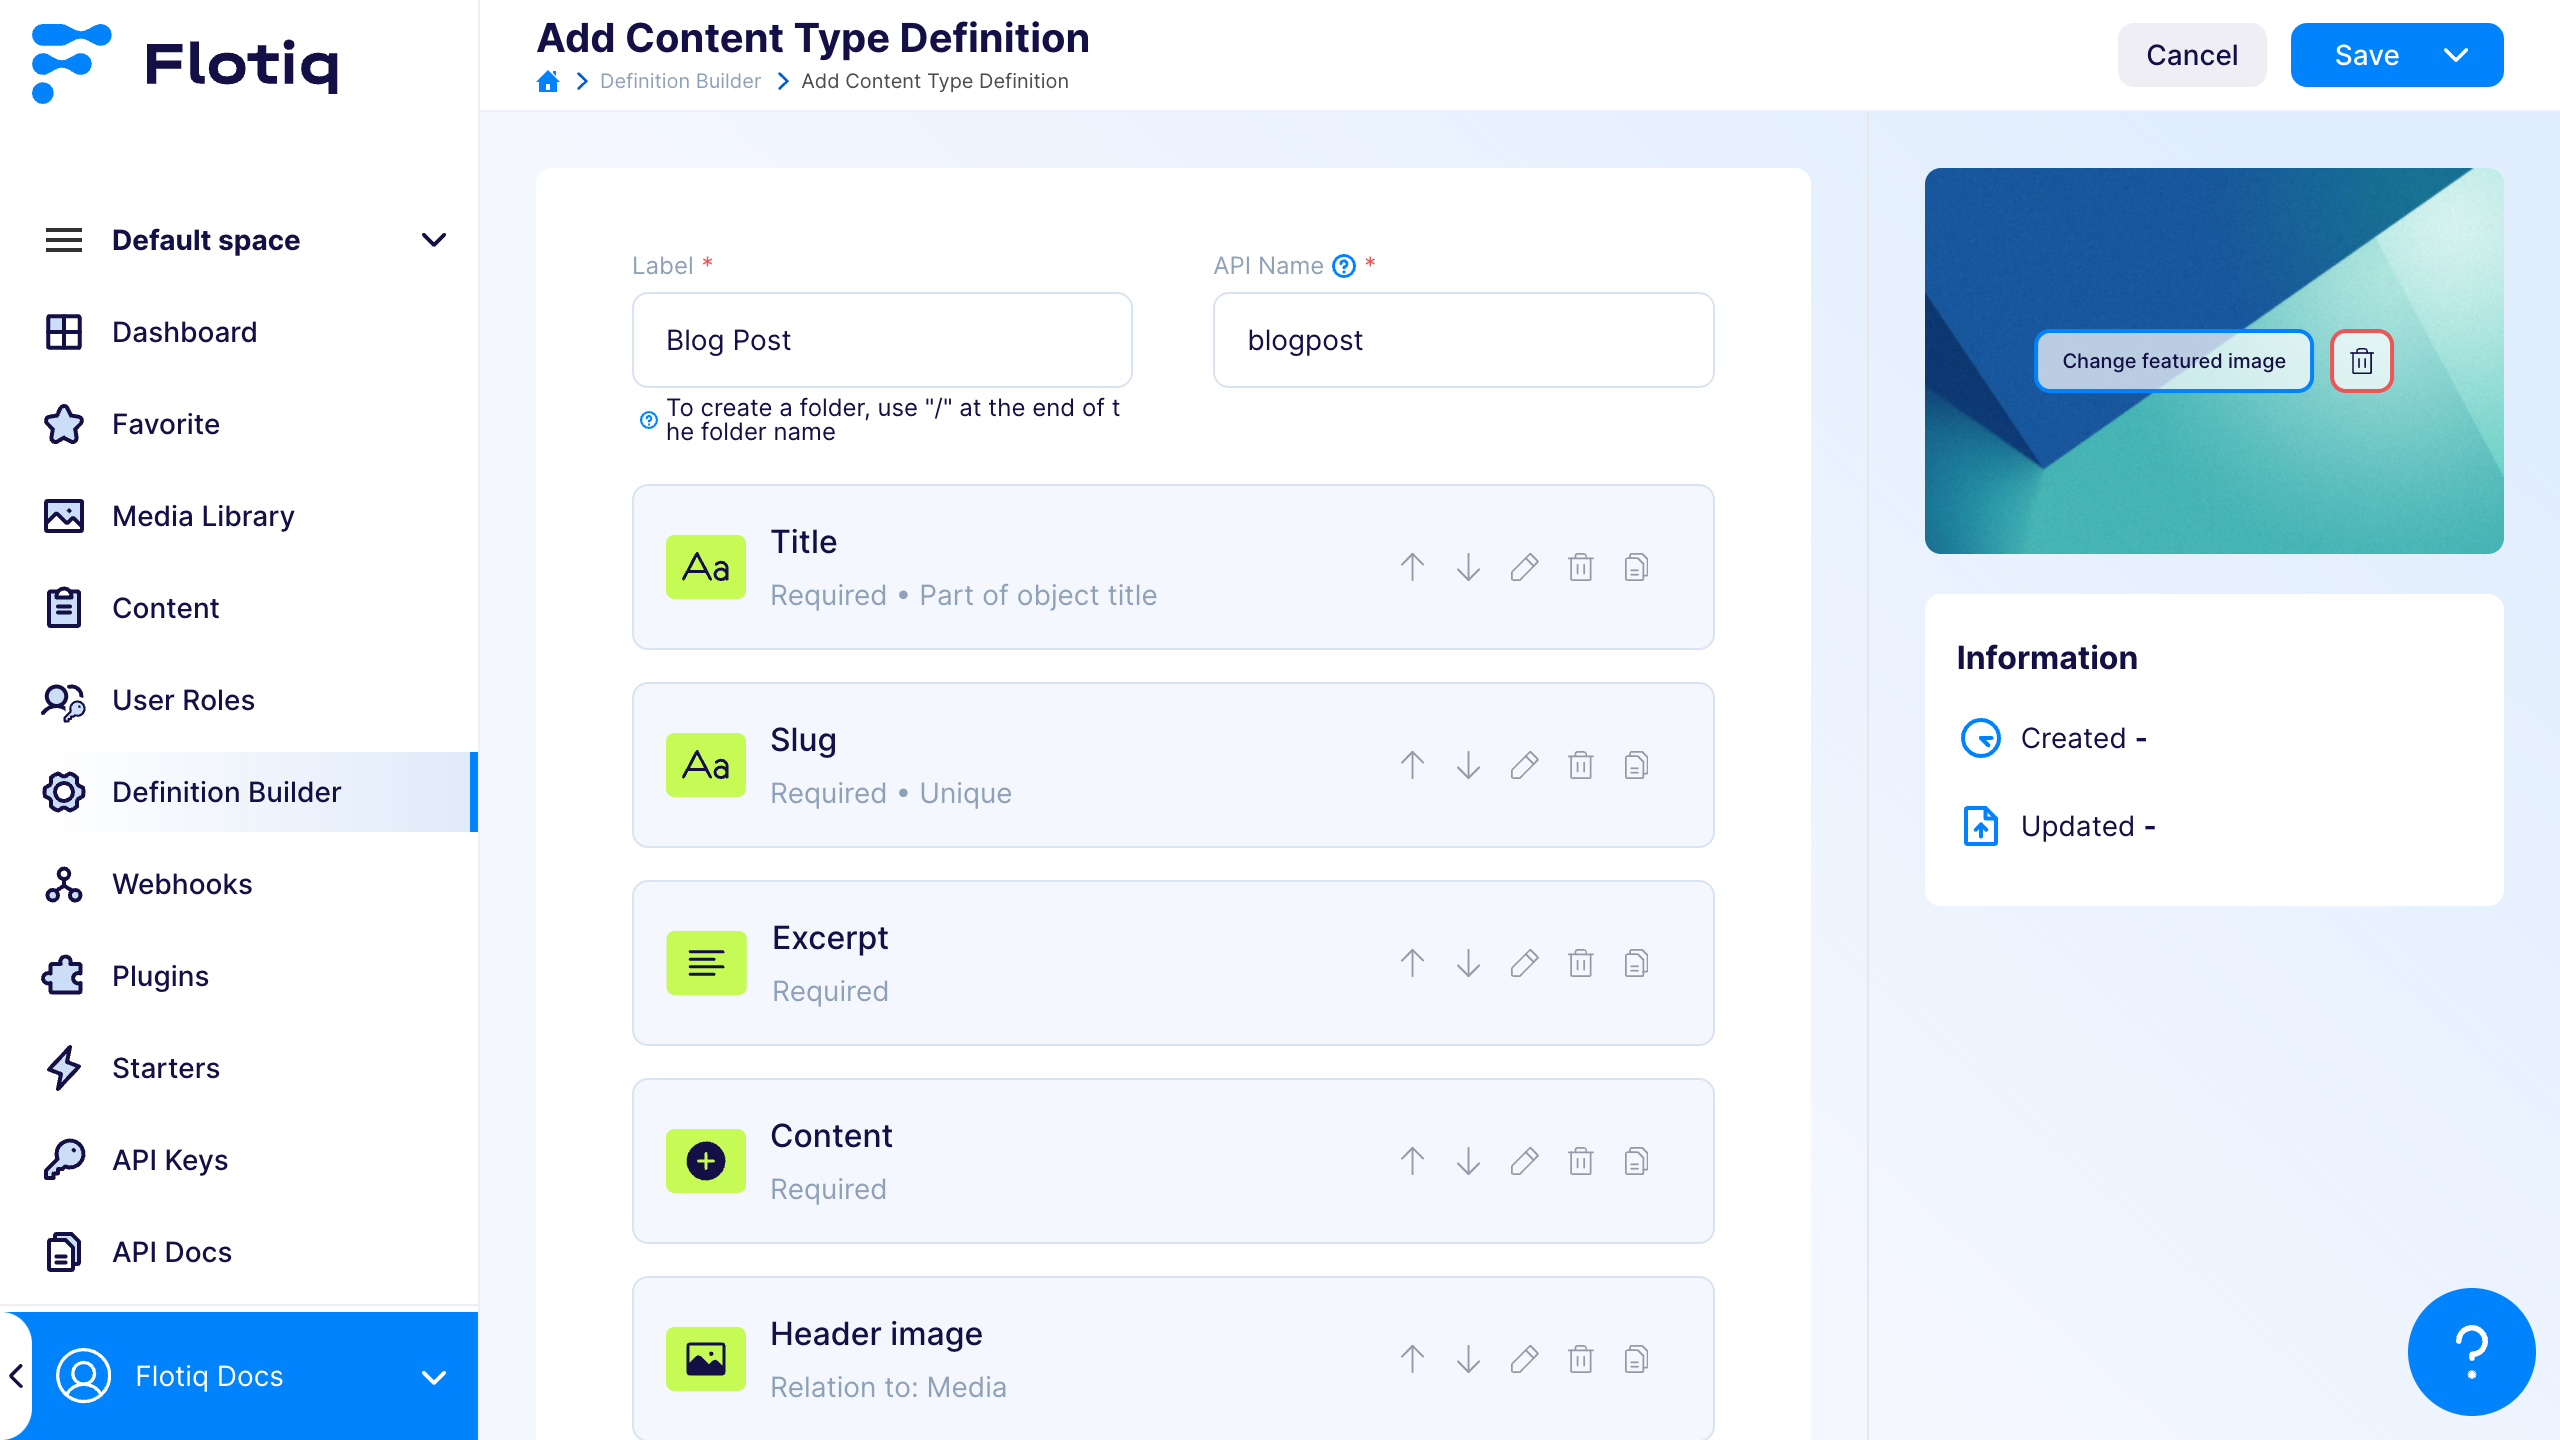 Flotiq
Default space
Dashboard
Favorite
Media Library
Content
User Roles
Definition Builder
Webhooks
Plugins
Starters
API Keys
API Docs
Flotiq Docs
Add Content Type Definition
Definition Builder
Add Content Type Definition
Cancel
Save
Label *
Blog Post
To create a folder, use "/" at the end of t
he folder name
API Name ? *
blogpost
Aa
Title
Required • Part of object title
Aa
Slug
Required • Unique
Excerpt
Required
Content
Required
Header image
Relation to: Media
Change featured image
Information
Created -
Updated -
?